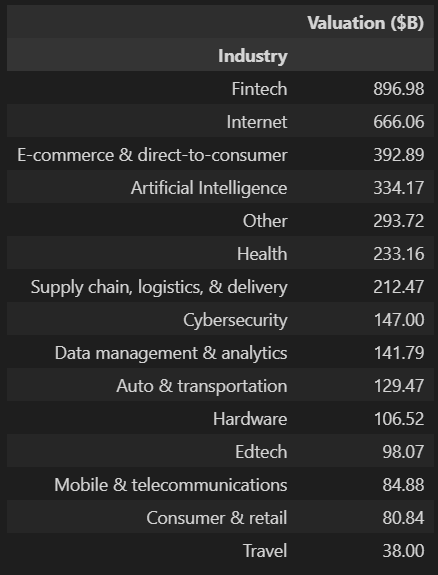 Valuation ($B)
Industry
Fintech 896.98
Internet 666.06
E-commerce & direct-to-consumer 392.89
Artificial Intelligence 334.17
Other 293.72
Health 233.16
Supply chain, logistics, & delivery 212.47
Cybersecurity 147.00
Data management & analytics 141.79
Auto & transportation 129.47
Hardware 106.52
Edtech 98.07
Mobile & telecommunications 84.88
Consumer & retail 80.84
Travel 38.00